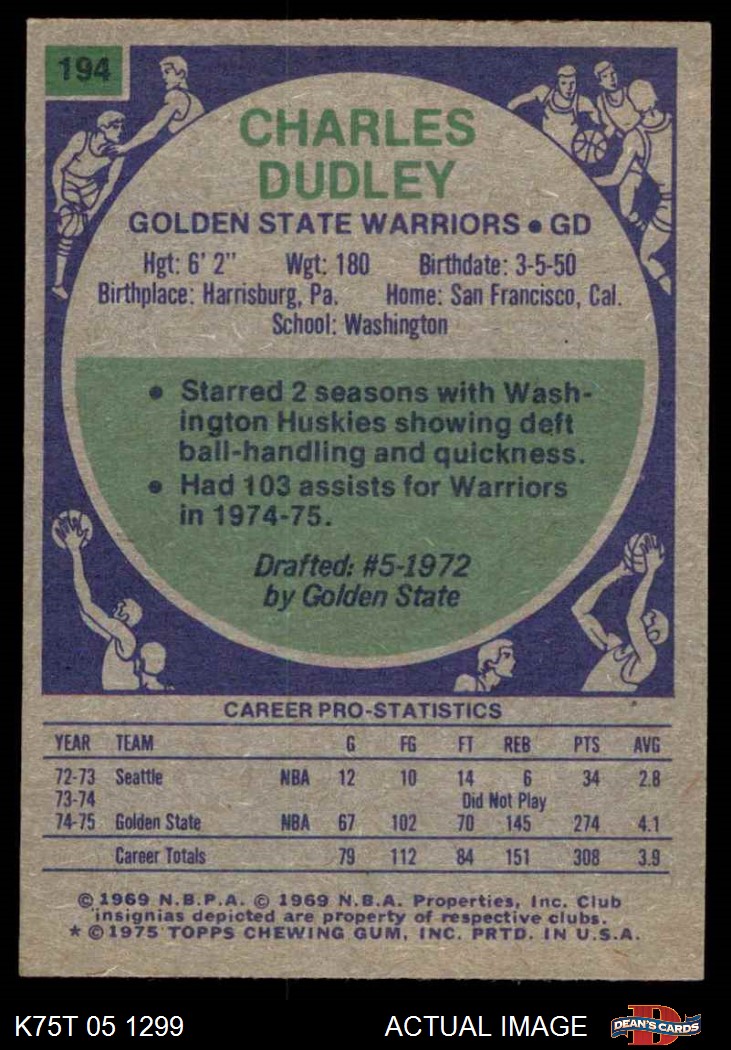 194
CHARLES
DUDLEY
GOLDEN STATE WARRIORS • GD
Hgt: 6' 2" Wgt: 180 Birthdate: 3-5-50
Birthplace: Harrisburg, Pa. Home: San Francisco, Cal.
School: Washington
• Starred 2 seasons with Wash-
ington Huskies showing deft
ball-handling and quickness.
• Had 103 assists for Warriors
in 1974-75.
Drafted: #5-1972
by Golden State
CAREER PRO-STATISTICS
YEAR TEAM G FG FT REB PTS AVG
72-73 Seattle NBA 12 10 14 6 34 2.8
73-74 Did Not Play
74-75 Golden State NBA 67 102 70 145 274 4.1
Career Totals 79 112 84 151 308 3.9
© 1969 N.B.P.A. © 1969 N.B.A. Properties, Inc. Club
insignias depicted are property of respective clubs.
* © 1975 TOPPS CHEWING GUM, INC. PRTD. IN U.S.A.
K75T 05 1299 ACTUAL IMAGE D DEAN'S CARDS